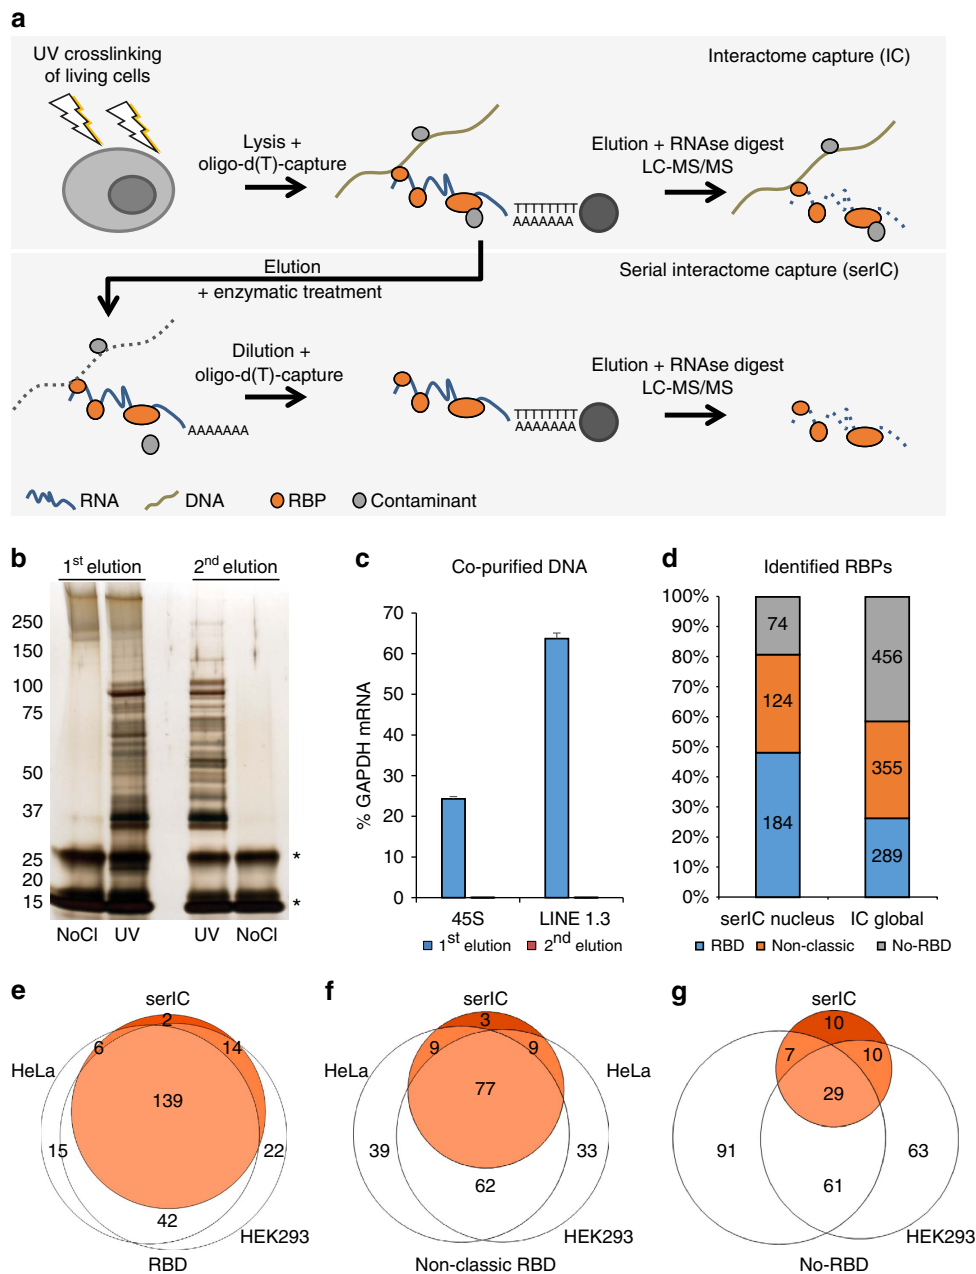 a
UV crosslinking
of living cells
Interactome capture (IC)
Lysis +
oligo-d(T)-capture
Elution + RNAse digest
LC-MS/MS
TTTTTTT
AAAAAAA
Elution
+ enzymatic treatment
Serial interactome capture (serIC)
Dilution +
oligo-d(T)-capture
Elution + RNAse digest
LC-MS/MS
AAAAAAA
TTTTTTT
AAAAAAA
RNA
DNA
RBP
Contaminant
b
1st elution
2nd elution
250
150
100
75
50
37
25
20
15
*
*
NoCl
UV
UV
NoCl
c
Co-purified DNA
% GAPDH mRNA
70
60
50
40
30
20
10
0
45S
LINE 1.3
1st elution
2nd elution
d
Identified RBPs
100%
90%
80%
70%
60%
50%
40%
30%
20%
10%
0%
74
124
184
456
355
289
serIC nucleus
IC global
RBD
Non-classic
No-RBD
e
serIC
2
6
14
HeLa
139
15
22
42
HEK293
RBD
f
serIC
3
9
9
HeLa
77
39
33
62
HEK293
Non-classic RBD
g
serIC
10
7
10
HeLa
29
91
63
61
HEK293
No-RBD